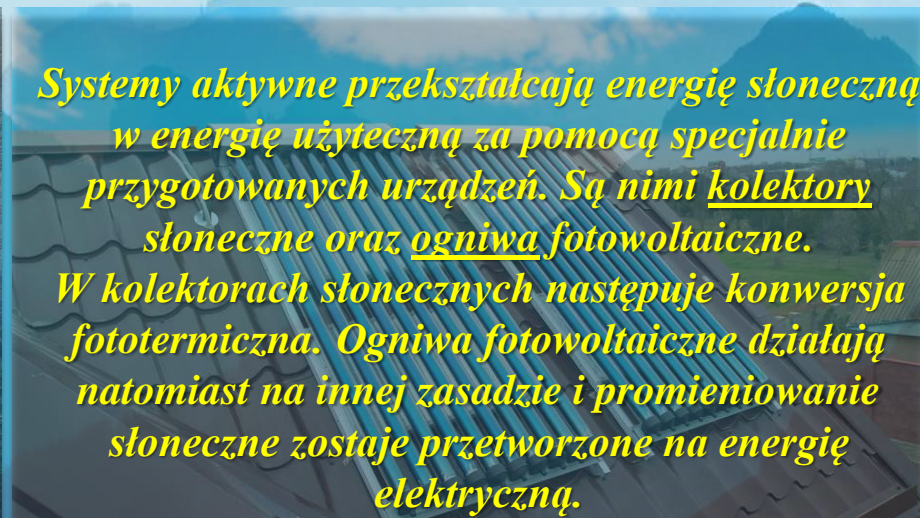 Systemy aktywne przekształcają energię słoneczną
w energię użyteczną za pomocą specjalnie
przygotowanych urządzeń. Są nimi kolektory
słoneczne oraz ogniwa fotowoltaiczne.
W kolektorach słonecznych następuje konwersja
fototermiczna. Ogniwa fotowoltaiczne działają
natomiast na innej zasadzie i promieniowanie
słoneczne zostaje przetworzone na energię
elektryczną.